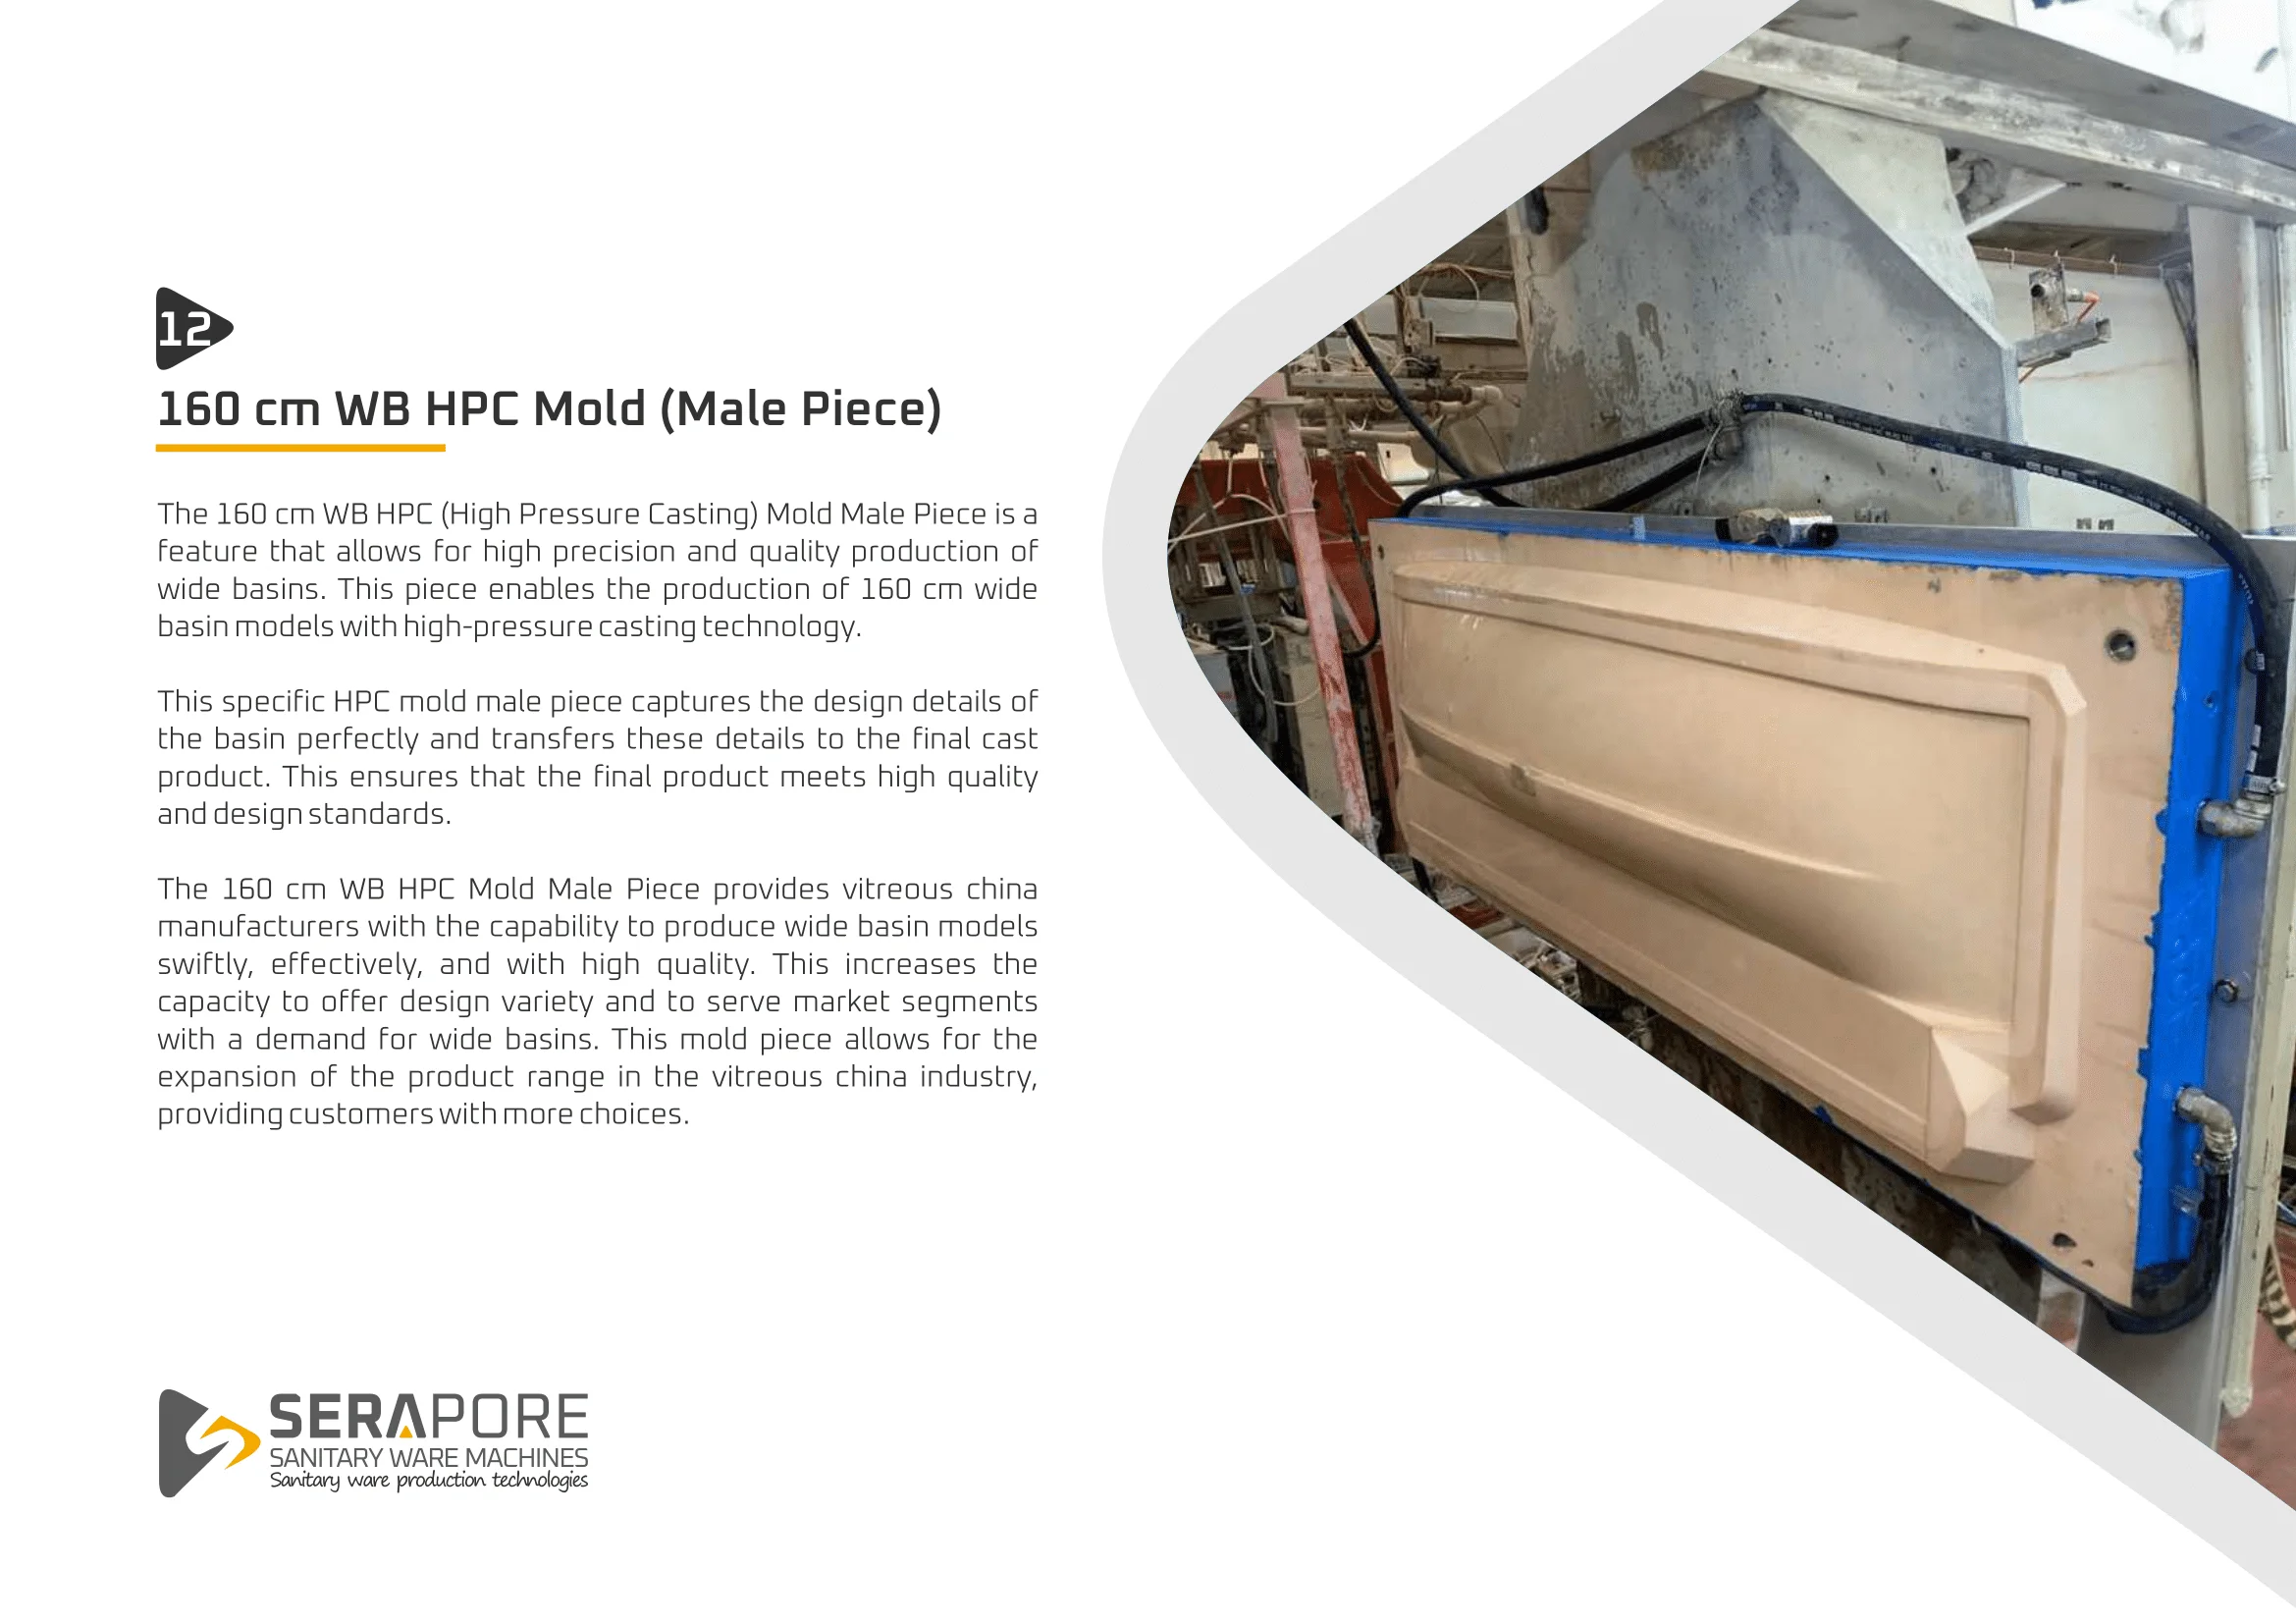 12
160 cm WB HPC Mold (Male Piece)
The 160 cm WB HPC (High Pressure Casting) Mold Male Piece is a
feature that allows for high precision and quality production of
wide basins. This piece enables the production of 160 cm wide
basin models with high-pressure casting technology.
This specific HPC mold male piece captures the design details of
the basin perfectly and transfers these details to the final cast
product. This ensures that the final product meets high quality
and design standards.
The 160 cm WB HPC Mold Male Piece provides vitreous china
manufacturers with the capability to produce wide basin models
swiftly, effectively, and with high quality. This increases the
capacity to offer design variety and to serve market segments
with a demand for wide basins. This mold piece allows for the
expansion of the product range in the vitreous china industry,
providing customers with more choices.
SERAPORE
SANITARY WARE MACHINES
Sanitary ware production technologies